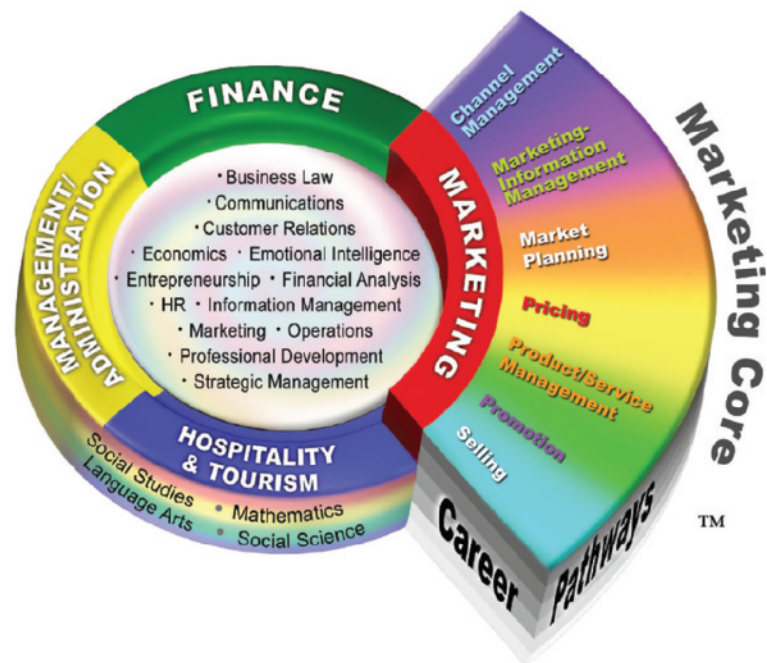 FINANCE
MANAGEMENT/
ADMINISTRATION
MARKETING
HOSPITALITY
& TOURISM
• Business Law
• Communications
• Customer Relations
• Economics • Emotional Intelligence
• Entrepreneurship • Financial Analysis
• HR • Information Management
• Marketing • Operations
• Professional Development
• Strategic Management
Social Studies • Mathematics
Language Arts • Social Science
Channel
Management
Marketing-
Information
Management
Market
Planning
Pricing
Product/Service
Management
Promotion
Selling
Marketing Core
Career Pathways
TM